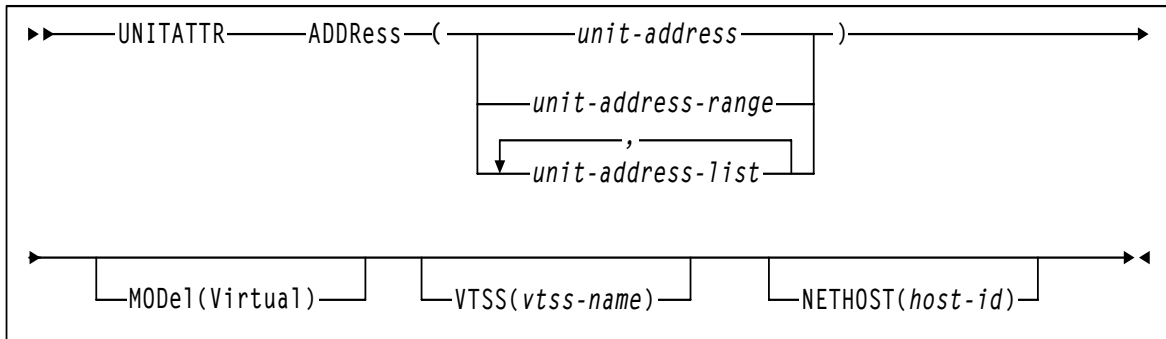 UNITATTR ADDRess ( unit-address )
unit-address-range
,
unit-address-list
MODel(Virtual) VTSS(vtss-name) NETHOST(host-id)